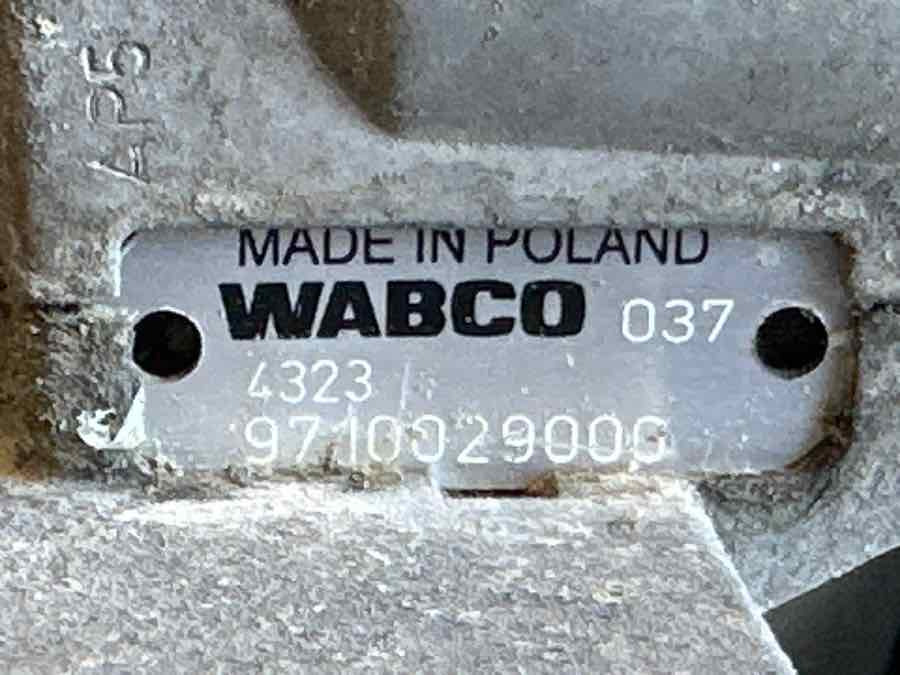 AP5
MADE IN POLAND
WABCO 037
4323
9710029000